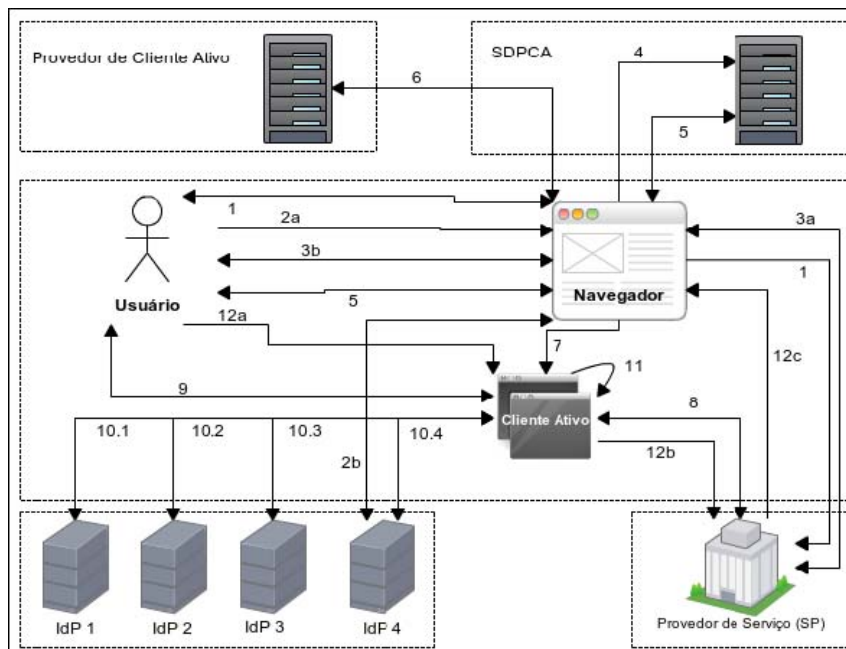 Provedor de Cliente Ativo
SDPCA
4
6
5
1
2a
3a
3b
1
Usuário
5
Navegador
12a
7
11
12c
9
Cliente Ativo
8
10.1
10.2
10.3
10.4
2b
12b
IdP 1
IdP 2
IdP 3
IdP 4
Provedor de Serviço (SP)